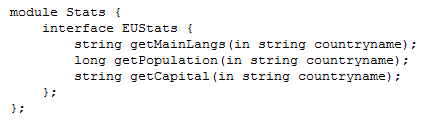 module Stats {
    interface EUStats {
        string getMainLangs(in string countryname);
        long getPopulation(in string countryname);
        string getCapital(in string countryname);
    };
};